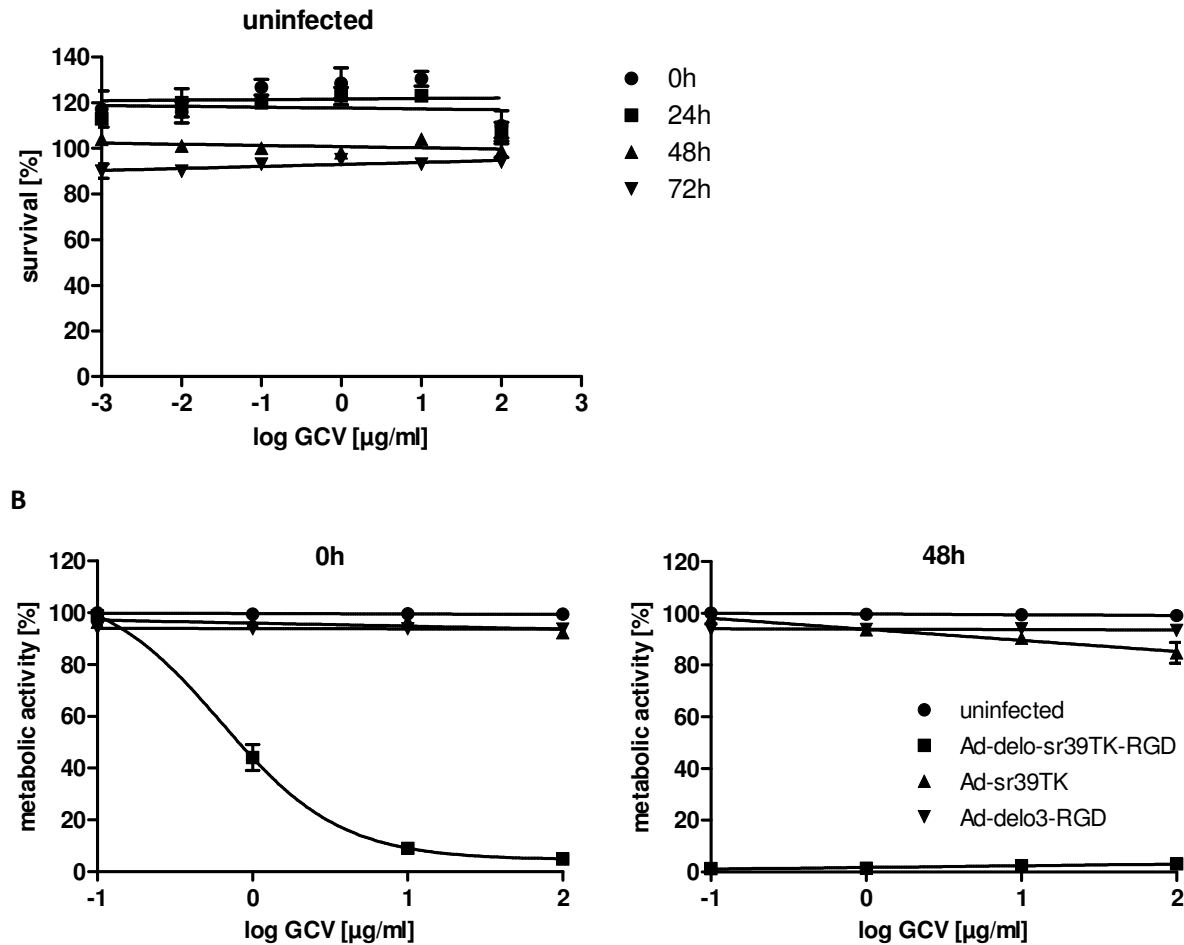 uninfected
survival [%]
140
120
100
80
60
40
20
0
-3 -2 -1 0 1 2 3
log GCV [µg/ml]
0h
24h
48h
72h
B
0h
metabolic activity [%]
120
100
80
60
40
20
0
-1 0 1 2
log GCV [µg/ml]
48h
metabolic activity [%]
120
100
80
60
40
20
0
-1 0 1 2
log GCV [µg/ml]
uninfected
Ad-delo-sr39TK-RGD
Ad-sr39TK
Ad-delo3-RGD